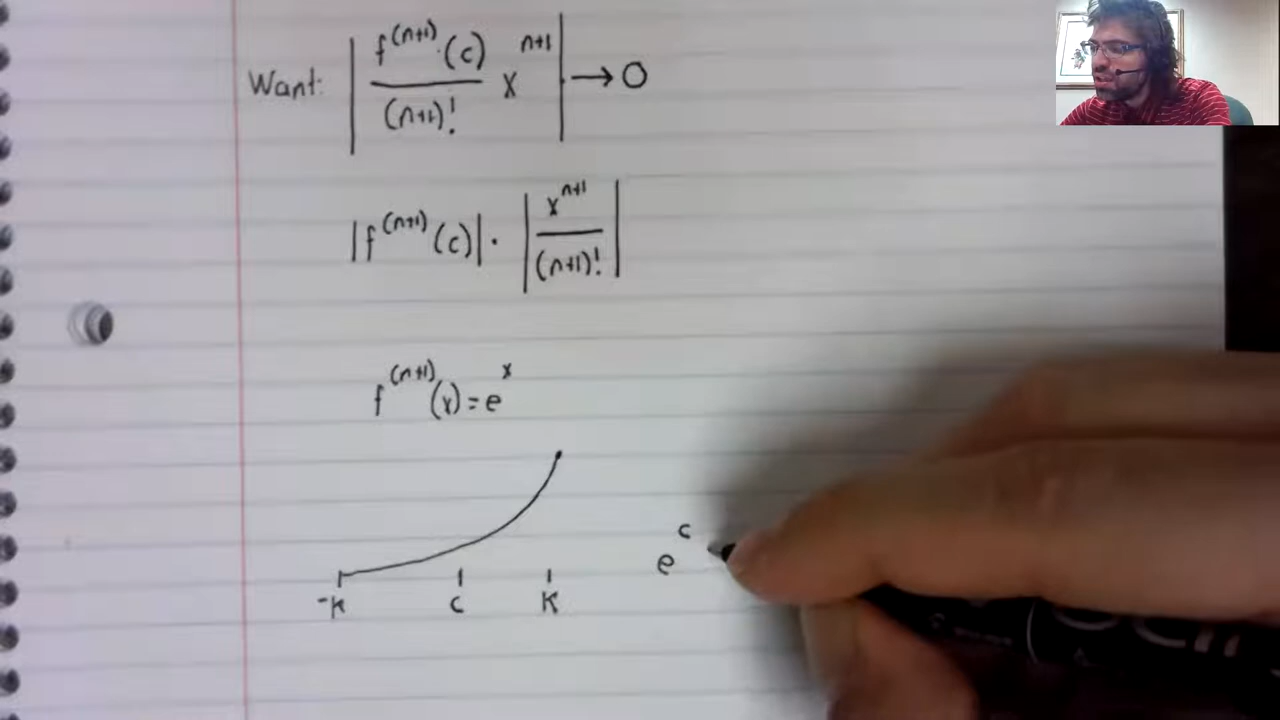 Want: | f^(n+1)(c) / (n+1)! x^n+1 | → 0
|f^(n+1)(c)| · | x^n+1 / (n+1)! |
f^(n+1)(x) = e^x
e^c
-K c K